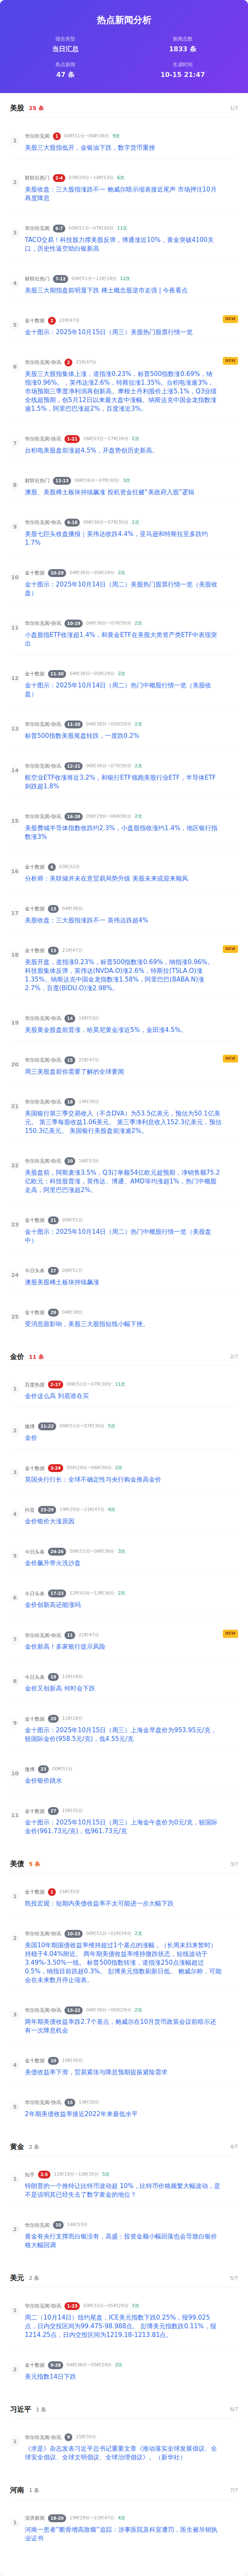 热点新闻分析
报告类型
新闻总数
当日汇总
1833 条
热点新闻
生成时间
47 条
10-15 21:47
美股 25 条
1/7
1
华尔街见闻 1 00时51分~06时36分 9次
美股三大股指低开，金银油下跌，数字货币重挫
2
财联社热门 2-4 07时29分~14时53分 6次
美股收盘：三大股指涨跌不一 鲍威尔暗示缩表接近尾声 市场押注10月
再度降息
3
华尔街见闻 6-7 00时51分~07时30分 11次
TACO交易！科技股力撑美股反弹，博通涨近10%，黄金突破4100关
口，历史性逼空助白银新高
4
财联社热门 7-12 00时51分~11时18分 12次
美股三大期指盘前明显下跌 稀土概念股逆市走强 | 今夜看点
5
金十数据 2 21时47分
NEW
金十图示：2025年10月15日（周三）美股热门股票行情一览
6
华尔街见闻-快讯 3 21时47分
NEW
美股三大股指集体上涨，道指涨0.23%，标普500指数涨0.69%，纳
指涨0.96%。，英伟达涨2.6%，特斯拉涨1.35%。台积电涨逾3%，
市场预期三季度净利润再创新高。摩根士丹利股价上涨5.1%，Q3业绩
全线超预期，创5月12日以来最大盘中涨幅。纳斯达克中国金龙指数涨
逾1.5%，阿里巴巴涨超2%，百度涨近3%。
7
华尔街见闻-快讯 1-21 16时53分~17时39分 2次
台积电美股盘前涨超4.5%，开盘势创历史新高。
8
财联社热门 12-13 06时36分~07时30分 3次
澳股、美股稀土板块持续飙涨 投机资金狂赌“美政府入股”逻辑
9
华尔街见闻-快讯 9-18 06时36分~07时30分 2次
美股七巨头收盘播报｜英伟达收跌4.4%，亚马逊和特斯拉至多跌约
1.7%
10
金十数据 10-29 04时38分~05时29分 2次
金十图示：2025年10月14日（周二）美股热门股票行情一览（美股收
盘）
11
华尔街见闻-快讯 10-19 06时36分~07时30分 2次
小盘股指ETF收涨超1.4%，和黄金ETF在美股大类资产类ETF中表现突
出
12
金十数据 11-30 04时38分~05时29分 2次
金十图示：2025年10月14日（周二）热门中概股行情一览（美股收
盘）
13
华尔街见闻-快讯 11-20 04时38分~05时29分 2次
标普500指数美股尾盘转跌，一度跌0.2%
14
华尔街见闻-快讯 12-21 06时36分~07时30分 2次
航空业ETF收涨将近3.2%，和银行ETF领跑美股行业ETF，半导体ETF
则跌超1.8%
15
华尔街见闻-快讯 16-28 05时29分~06时36分 2次
美股费城半导体指数收跌约2.3%，小盘股指收涨约1.4%，地区银行指
数涨3%
16
金十数据 6 03时32分
分析师：美联储并未在意贸易局势升级 美股未来或迎来顺风
17
金十数据 13 04时38分
美股收盘：三大股指涨跌不一 英伟达跌超4%
18
金十数据 13 21时47分
NEW
美股开盘，道指涨0.23%，标普500指数涨0.69%，纳指涨0.96%。
科技股集体反弹，英伟达(NVDA.O)涨2.6%，特斯拉(TSLA.O)涨
1.35%。纳斯达克中国金龙指数涨1.58%，阿里巴巴(BABA.N)涨
2.7%，百度(BIDU.O)涨2.98%。
19
华尔街见闻-快讯 14 16时53分
美股黄金股盘前普涨，哈莫尼黄金涨近5%，金田涨4.5%。
20
华尔街见闻-快讯 15 21时47分
NEW
周三美股盘前你需要了解的全球要闻
21
华尔街见闻-快讯 18 19时30分
美国银行第三季交易收入（不含DVA）为53.5亿美元，预估为50.1亿美
元。第三季每股收益1.06美元。 第三季净利息收入152.3亿美元，预估
150.3亿美元。 美国银行美股盘前涨逾2%。
22
华尔街见闻-快讯 20 16时53分
美股盘前，阿斯麦涨3.5%，Q3订单额54亿欧元超预期，净销售额75.2
亿欧元；科技股普涨，英伟达、博通、AMD等均涨超1%，热门中概股
走高，阿里巴巴涨超2%。
23
金十数据 21 00时51分
金十图示：2025年10月14日（周二）热门中概股行情一览（美股盘
中）
24
今日头条 27 00时51分
澳股美股稀土板块持续飙涨
25
金十数据 29 04时38分
受消息面影响，美股三大股指短线小幅下挫。
金价 11 条
2/7
1
百度热搜 2-17 00时51分~07时30分 11次
金价这么高 到底谁在买
2
微博 21-22 00时51分~07时30分 5次
金价
3
金十数据 3-24 05时29分~06时36分 2次
英国央行行长：全球不确定性与央行购金推高金价
4
抖音 23-29 19时29分~21时47分 4次
金价银价大涨原因
5
今日头条 24-26 00时51分~06时36分 3次
金价飙升带火洗沙盘
6
今日头条 17-23 12时43分~13时36分 2次
金价创新高还能涨吗
7
华尔街见闻-快讯 11 21时47分
NEW
金价新高！多家银行提示风险
8
今日头条 19 11时18分
金价又创新高 何时会下跌
9
金十数据 20 11时18分
金十图示：2025年10月15日（周三）上海金早盘价为953.95元/克，
较国际金价(958.5元/克)，低4.55元/克
10
微博 22 00时51分
金价银价跳水
11
金十数据 27 15时35分
金十图示：2025年10月15日（周三）上海金午盘价为0元/克，较国际
金价(961.73元/克)，低961.73元/克
美债 5 条
3/7
1
金十数据 1 15时35分
凯投宏观：短期内美债收益率不太可能进一步大幅下跌
2
华尔街见闻-快讯 10-23 00时51分~01时34分 2次
美国10年期国债收益率维持超过1个基点的涨幅，（长周末归来暂时）
持稳于4.04%附近。 两年期美债收益率维持微跌状态，短线波动于
3.49%-3.50%一线。 标普500指数转涨，道指涨250点涨幅超过
0.5%，纳指目前跌超0.3%。 彭博美元指数刷新日低。 鲍威尔称，可能
会在未来数月停止缩表。
3
华尔街见闻-快讯 13-22 04时38分~05时29分 2次
两年期美债收益率跌2.7个基点，鲍威尔在10月货币政策会议前暗示还
有一次降息机会
4
金十数据 10 19时30分
美债收益率下滑，贸易紧张与降息预期提振避险需求
5
华尔街见闻-快讯 15 19时30分
2年期美债收益率接近2022年来最低水平
黄金 2 条
4/7
1
知乎 2-5 11时18分~15时35分 5次
特朗普的一个推特让比特币波动超 10%，比特币价格频繁大幅波动，是
不是说明其已经失去了数字黄金的地位？
2
华尔街见闻 10 14时53分
黄金有央行支撑而白银没有，高盛：投资金额小幅回落也会导致白银价
格大幅回调
美元 2 条
5/7
1
华尔街见闻-快讯 1-23 03时32分~05时29分 3次
周二（10月14日）纽约尾盘，ICE美元指数下跌0.25%，报99.025
点，日内交投区间为99.475-98.988点。 彭博美元指数跌0.11%，报
1214.25点，日内交投区间为1219.18-1213.81点。
2
金十数据 9-29 04时38分~05时29分 2次
美元指数14日下跌
习近平 1 条
6/7
1
华尔街见闻-快讯 9 15时35分
《求是》杂志发表习近平总书记重要文章《推动落实全球发展倡议、全
球安全倡议、全球文明倡议、全球治理倡议》。（新华社）
河南 1 条
7/7
1
澎湃新闻 18-20 19时29分~21时47分 4次
河南一患者“断骨增高致瘸”追踪：涉事医院及科室遭罚，医生被吊销执
业证书